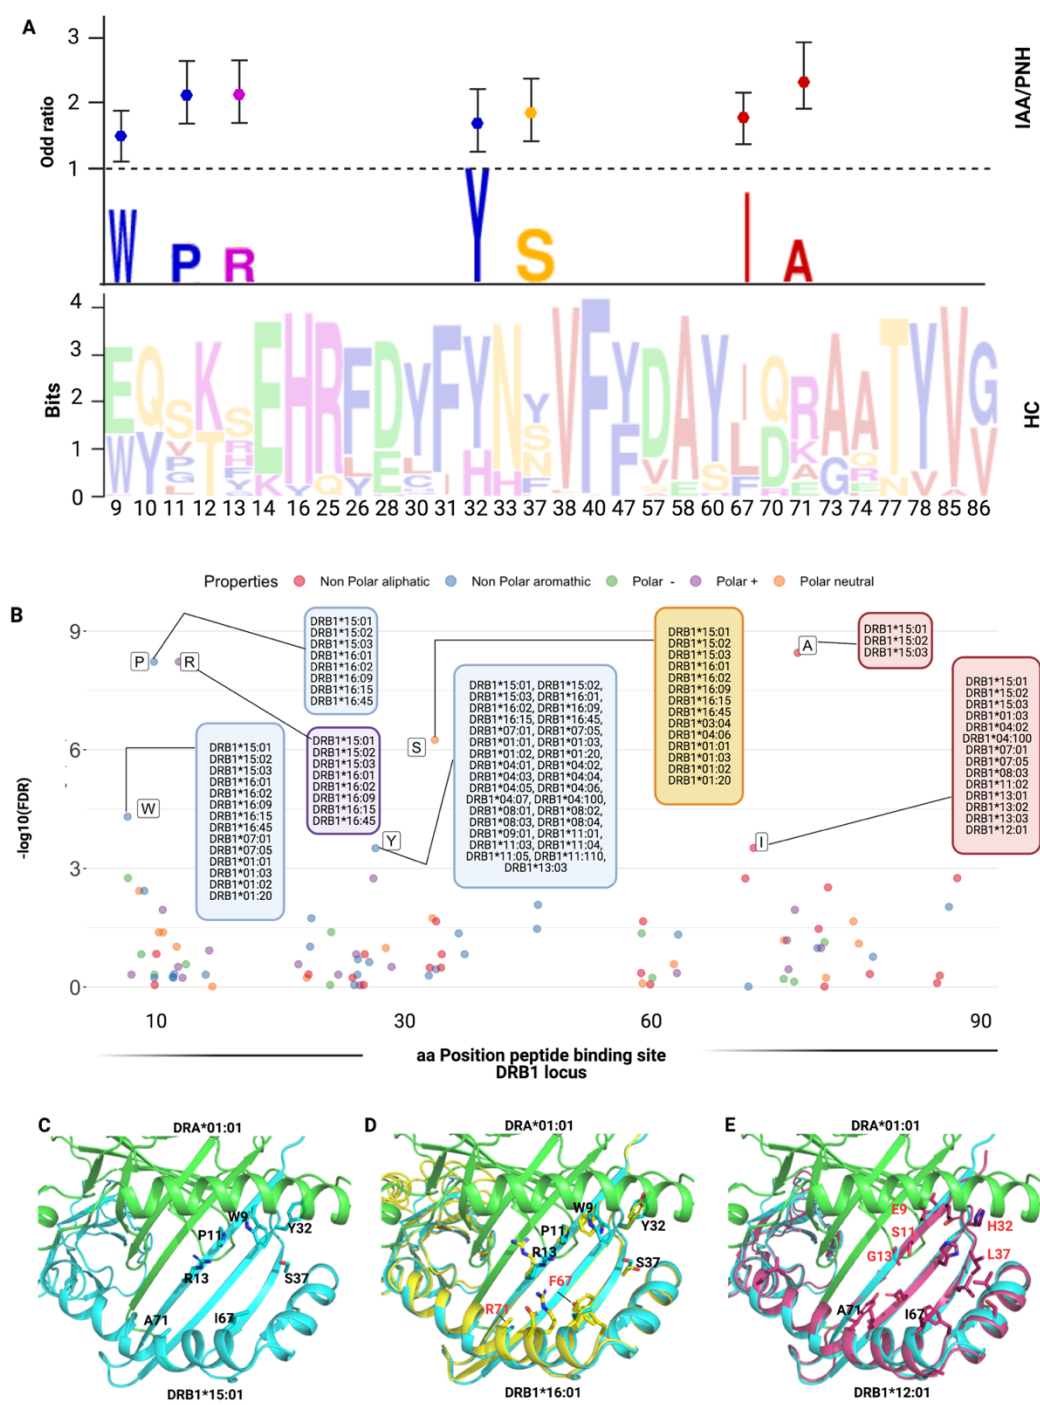 A
3
2
1
Odd ratio
IAA/PNH
W P R Y S I A
4
3
2
1
0
Bits
HC
9 10 11 12 13 14 16 25 26 28 30 31 32 33 37 38 40 47 57 58 60 67 70 71 73 74 77 78 85 86
Properties Non Polar aliphatic Non Polar aromathic Polar - Polar + Polar neutral
B
9
6
3
0
-log10(FDR)
P
R
W
S
Y
A
I
DRB1*15:01
DRB1*15:02
DRB1*15:03
DRB1*16:01
DRB1*16:02
DRB1*16:09
DRB1*16:15
DRB1*16:45
DRB1*15:01
DRB1*15:02
DRB1*15:03
DRB1*16:01
DRB1*16:02
DRB1*16:09
DRB1*16:15
DRB1*16:45
DRB1*07:01
DRB1*07:05
DRB1*01:01
DRB1*01:03
DRB1*01:02
DRB1*01:20
DRB1*15:01
DRB1*15:02
DRB1*15:03
DRB1*16:01
DRB1*16:02
DRB1*16:09
DRB1*16:15
DRB1*16:45
DRB1*15:01, DRB1*15:02,
DRB1*15:03, DRB1*16:01,
DRB1*16:02, DRB1*16:09,
DRB1*16:15, DRB1*16:45,
DRB1*07:01, DRB1*07:05,
DRB1*01:01, DRB1*01:03,
DRB1*01:02, DRB1*01:20,
DRB1*04:01, DRB1*04:02,
DRB1*04:03, DRB1*04:04,
DRB1*04:05, DRB1*04:06,
DRB1*04:07, DRB1*04:100,
DRB1*08:01, DRB1*08:02,
DRB1*08:03, DRB1*08:04,
DRB1*09:01, DRB1*11:01,
DRB1*11:03, DRB1*11:04,
DRB1*11:05, DRB1*11:110,
DRB1*13:03
DRB1*15:01
DRB1*15:02
DRB1*15:03
DRB1*16:01
DRB1*16:02
DRB1*16:09
DRB1*16:15
DRB1*16:45
DRB1*03:04
DRB1*04:06
DRB1*01:01
DRB1*01:03
DRB1*01:02
DRB1*01:20
DRB1*15:01
DRB1*15:02
DRB1*15:03
DRB1*15:01
DRB1*15:02
DRB1*15:03
DRB1*01:03
DRB1*04:02
DRB1*04:100
DRB1*07:01
DRB1*07:05
DRB1*08:03
DRB1*11:02
DRB1*13:01
DRB1*13:02
DRB1*13:03
DRB1*12:01
10 30 60 90
aa Position peptide binding site
DRB1 locus
C
DRA*01:01
W9
P11
Y32
R13
S37
A71
I67
DRB1*15:01
D
DRA*01:01
W9
P11
Y32
R13
S37
F67
R71
DRB1*16:01
E
DRA*01:01
E9
S11
H32
G13
L37
A71
I67
DRB1*12:01